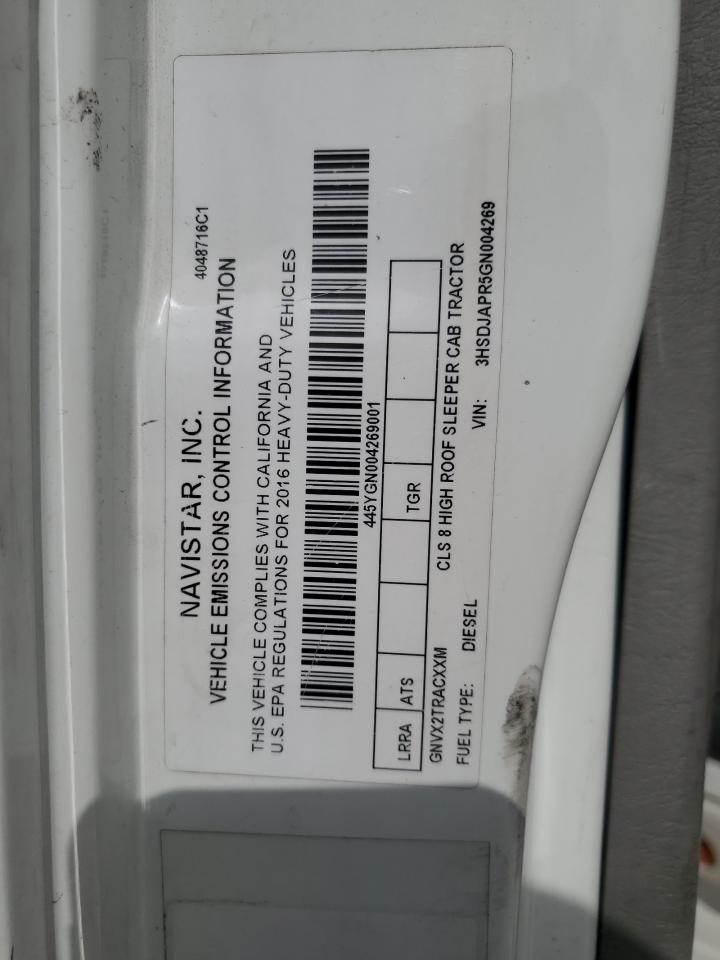 4048716C1
NAVISTAR, INC.
VEHICLE EMISSIONS CONTROL INFORMATION
THIS VEHICLE COMPLIES WITH CALIFORNIA AND
U.S. EPA REGULATIONS FOR 2016 HEAVY-DUTY VEHICLES
445YGN004269001
LRRA ATS TGR
GNVX2TRACXXM CLS 8 HIGH ROOF SLEEPER CAB TRACTOR
FUEL TYPE: DIESEL VIN: 3HSDJAPR5GN004269